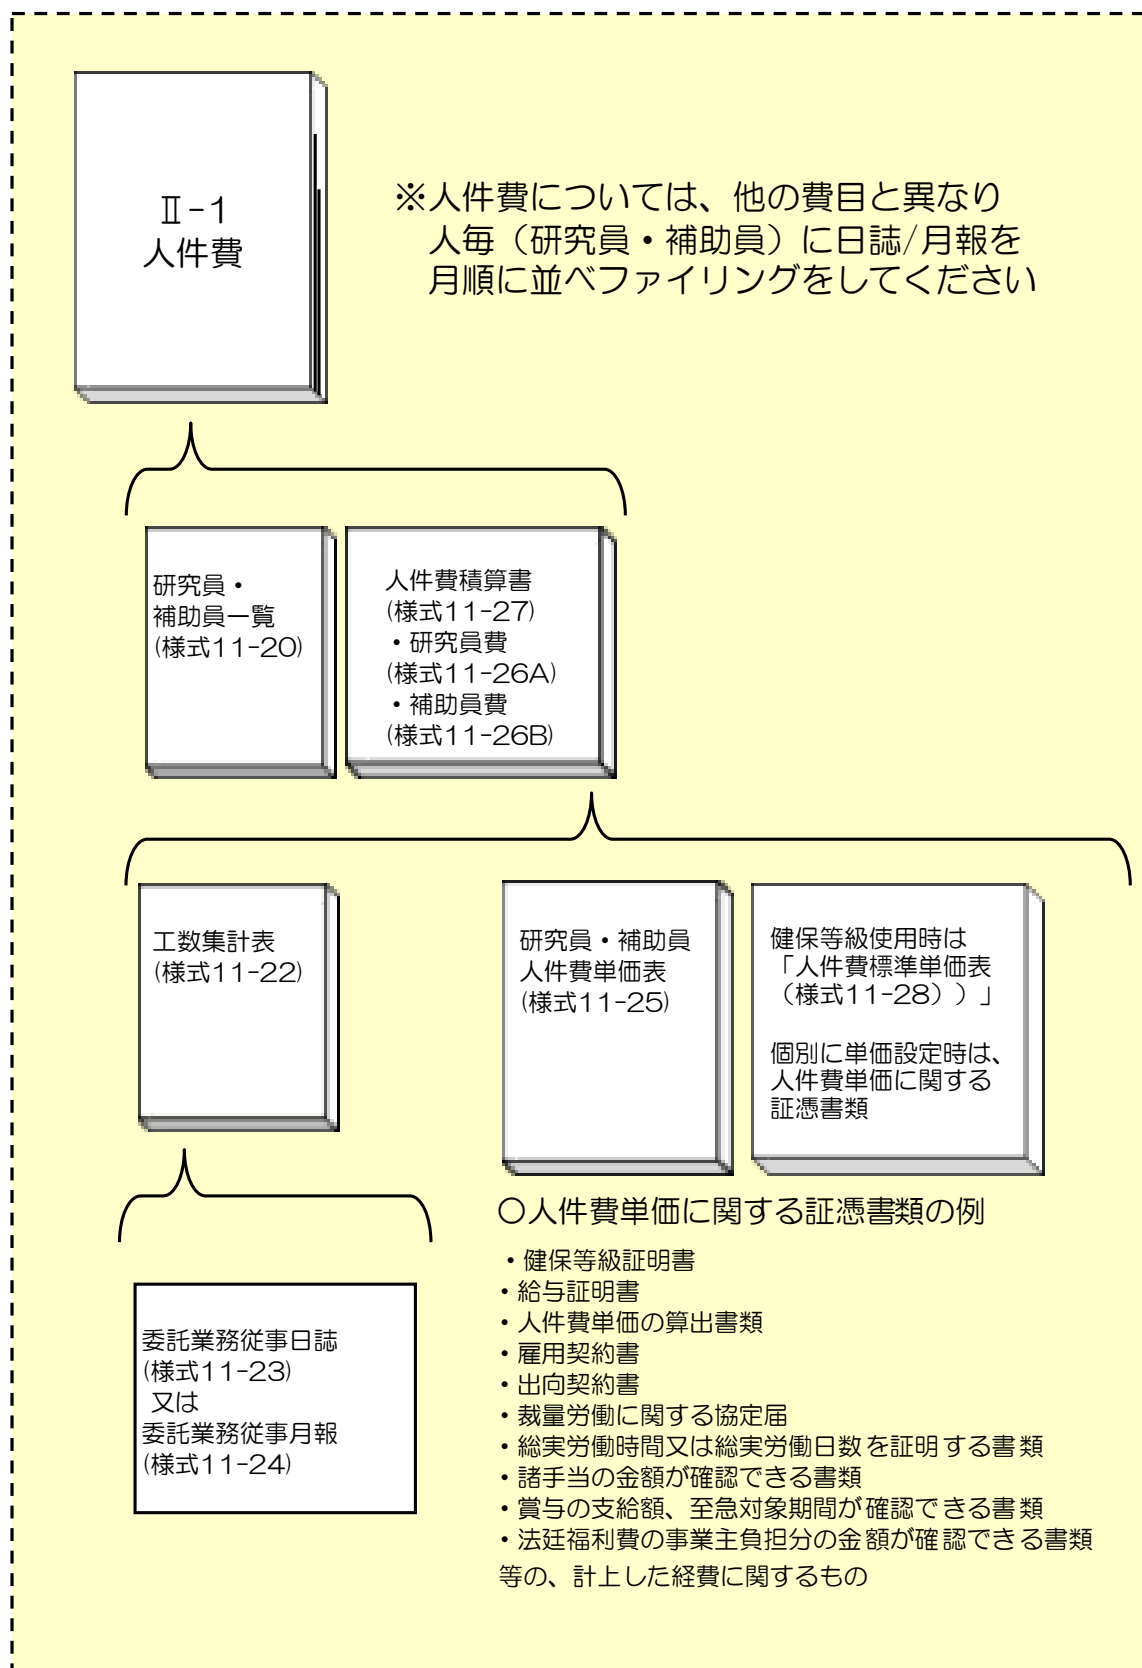 Ⅱ-1
人件費
※人件費については、他の費目と異なり
人毎（研究員・補助員）に日誌/月報を
月順に並べファイリングをしてください
研究員・
補助員一覧
(様式11-20)
人件費積算書
(様式11-27)
・研究員費
(様式11-26A)
・補助員費
(様式11-26B)
工数集計表
(様式11-22)
研究員・補助員
人件費単価表
(様式11-25)
健保等級使用時は
「人件費標準単価表
（様式11-28））」
個別に単価設定時は、
人件費単価に関する
証憑書類
委託業務従事日誌
(様式11-23)
又は
委託業務従事月報
(様式11-24)
〇人件費単価に関する証憑書類の例
・健保等級証明書
・給与証明書
・人件費単価の算出書類
・雇用契約書
・出向契約書
・裁量労働に関する協定届
・総実労働時間又は総実労働日数を証明する書類
・諸手当の金額が確認できる書類
・賞与の支給額、至急対象期間が確認できる書類
・法廷福利費の事業主負担分の金額が確認できる書類
等の、計上した経費に関するもの